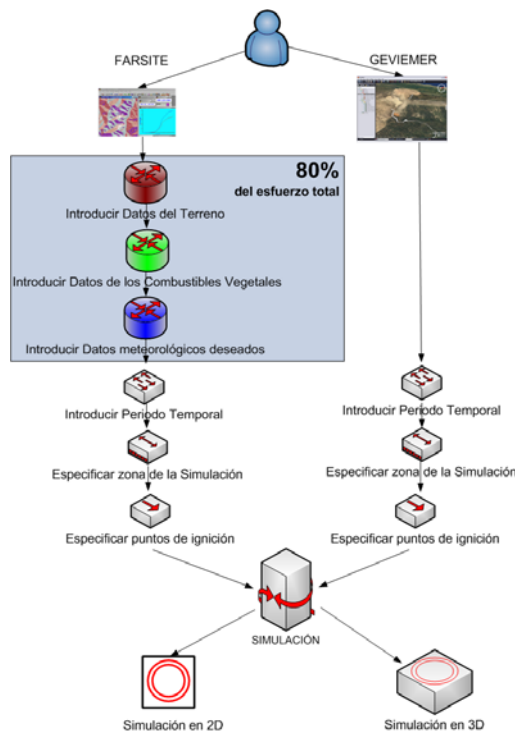 FARSITE
GEVIEMER
80%
del esfuerzo total
Introducir Datos del Terreno
Introducir Datos de los Combustibles Vegetales
Introducir Datos meteorológicos deseados
Introducir Periodo Temporal
Introducir Periodo Temporal
Especificar zona de la Simulación
Especificar zona de la Simulación
Especificar puntos de ignición
Especificar puntos de ignición
SIMULACIÓN
Simulación en 2D
Simulación en 3D